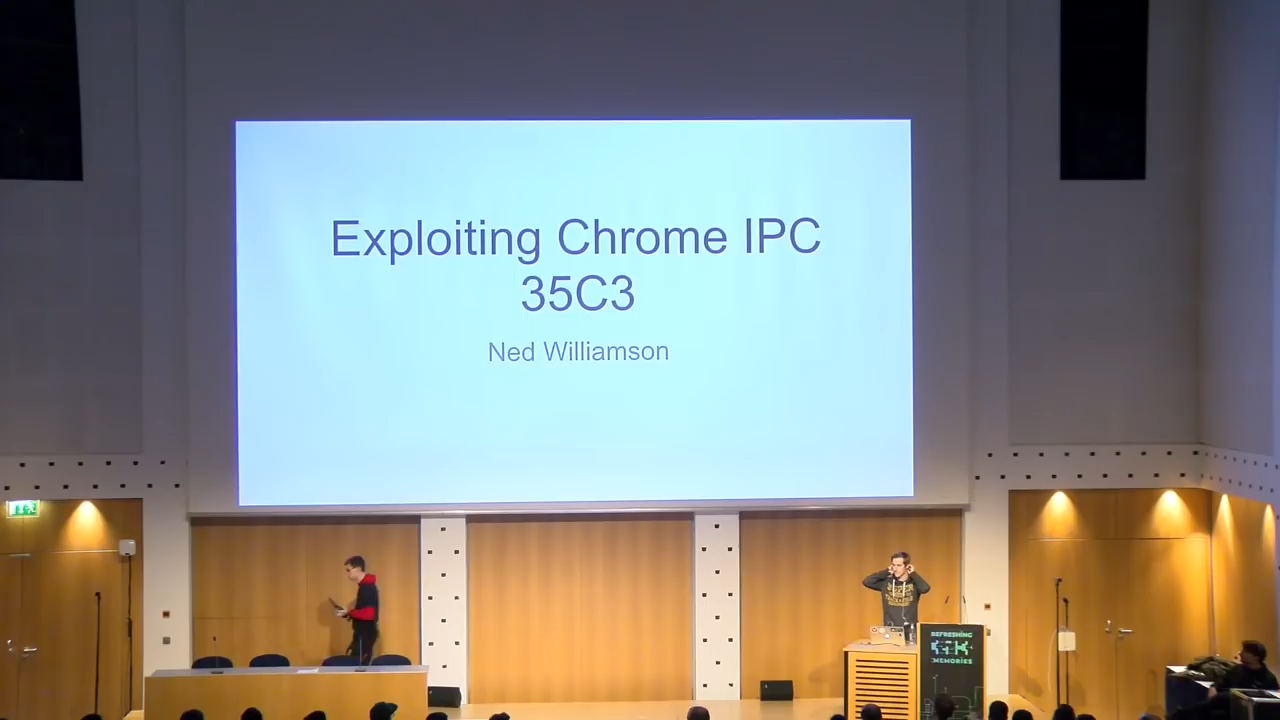 Exploiting Chrome IPC
35C3
Ned Williamson
REFRESHING
MEMORIES